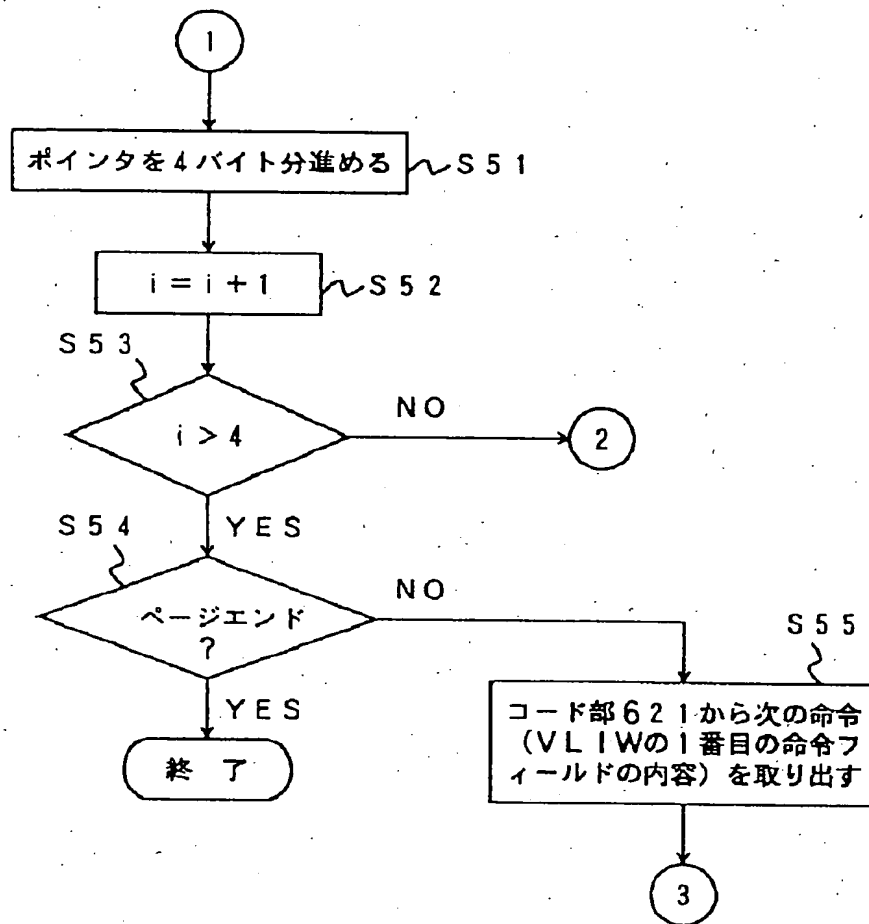 1
ポインタを4バイト分進める
S51
i=i+1
S52
S53
i>4
NO
2
YES
S54
ページエンド
?
NO
YES
終 了
S55
コード部621から次の命令
(VLIWの1番目の命令フ
ィールドの内容)を取り出す
3